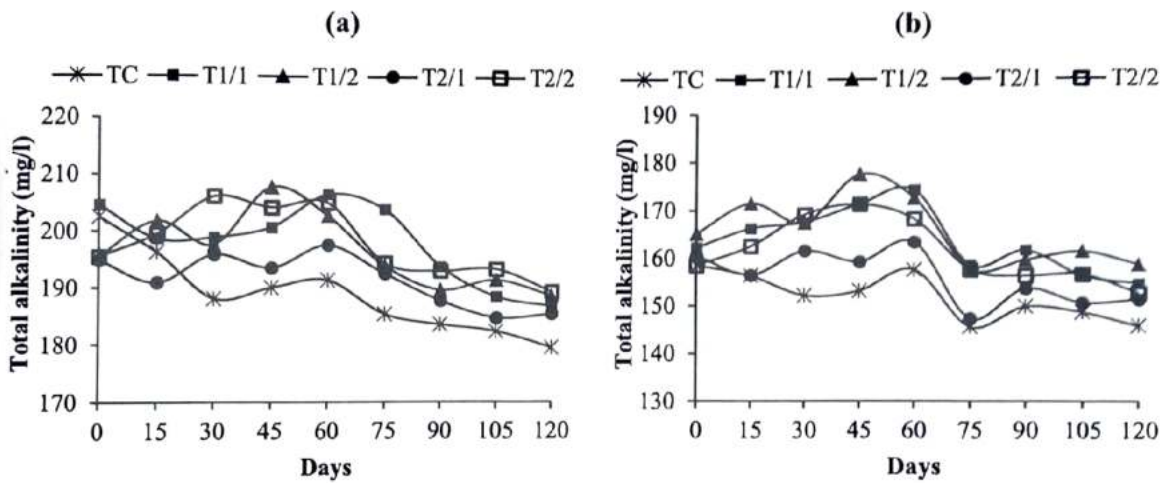 (a)
TC T1/1 T1/2 T2/1 T2/2
Total alkalinity (mg/l)
220
210
200
190
180
170
0 15 30 45 60 75 90 105 120
Days
(b)
TC T1/1 T1/2 T2/1 T2/2
Total alkalinity (mg/l)
190
180
170
160
150
140
130
0 15 30 45 60 75 90 105 120
Days